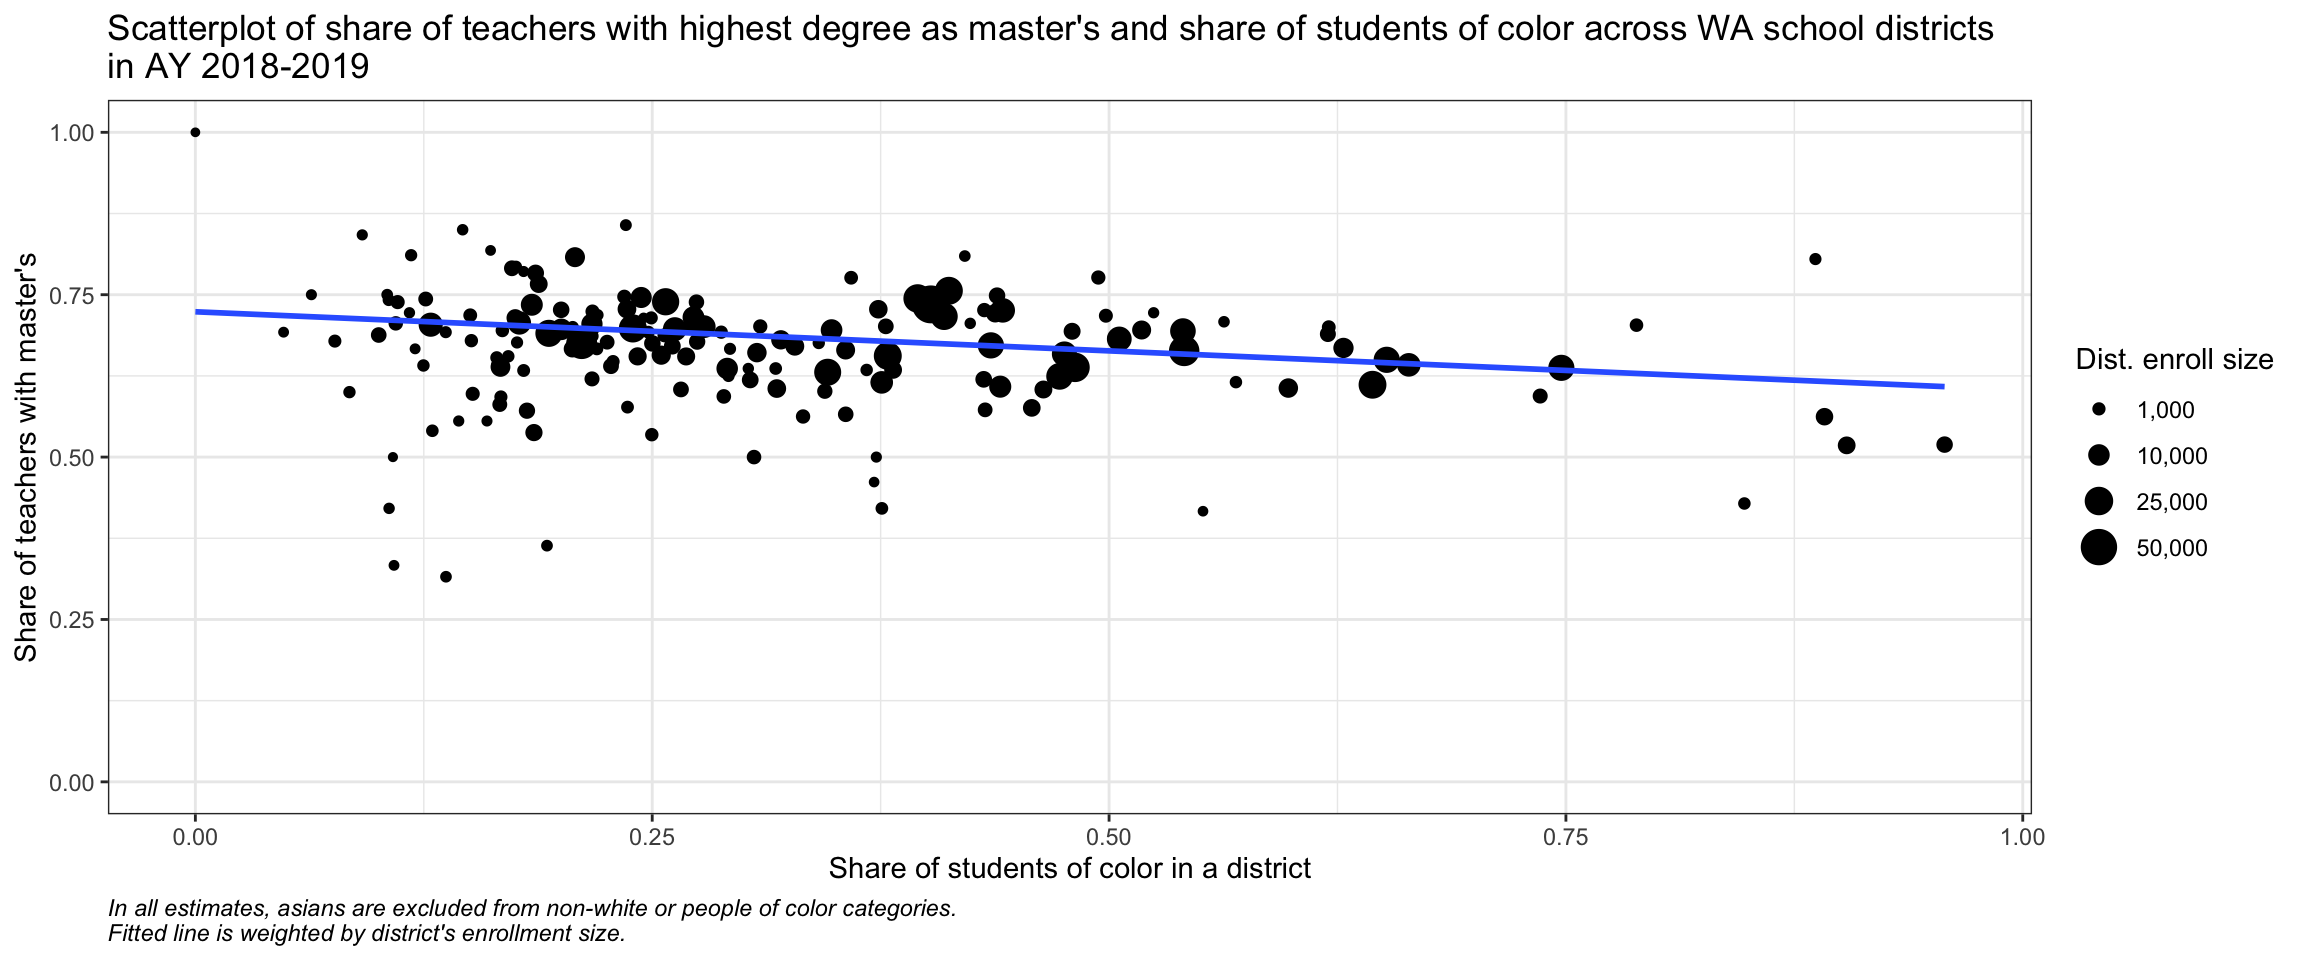 Scatterplot of share of teachers with highest degree as master's and share of students of color across WA school districts
in AY 2018-2019
Share of teachers with master's
1.00
0.75
0.50
0.25
0.00
0.00 0.25 0.50 0.75 1.00
Share of students of color in a district
Dist. enroll size
1,000
10,000
25,000
50,000
In all estimates, asians are excluded from non-white or people of color categories.
Fitted line is weighted by district's enrollment size.